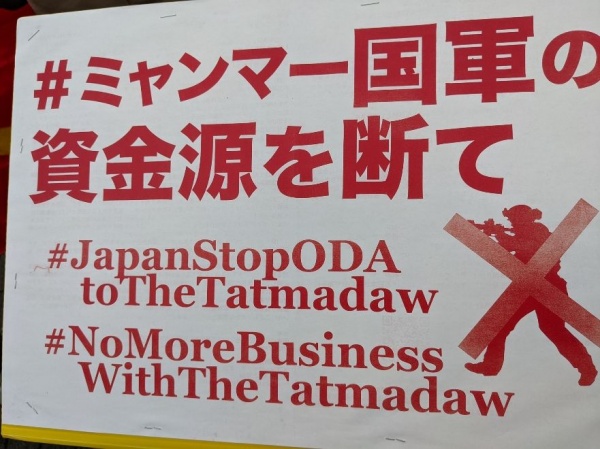 #ミャンマー国軍の
資金源を断て
#JapanStopODA
toTheTatmadaw
#NoMoreBusiness
WithTheTatmadaw